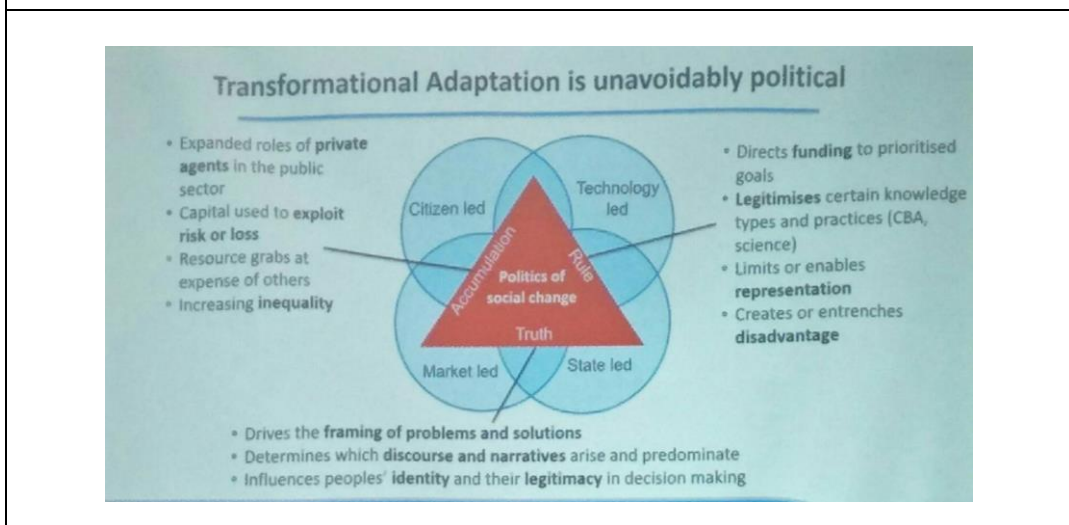 Transformational Adaptation is unavoidably political
• Expanded roles of private
agents in the public
sector
• Capital used to exploit
risk or loss
• Resource grabs at
expense of others
• Increasing inequality
Citizen led
Technology
led
Accumulation
Rule
Politics of
social change
Truth
Market led
State led
• Directs funding to prioritised
goals
• Legitimises certain knowledge
types and practices (CBA,
science)
• Limits or enables
representation
• Creates or entrenches
disadvantage
• Drives the framing of problems and solutions
• Determines which discourse and narratives arise and predominate
• Influences peoples' identity and their legitimacy in decision making